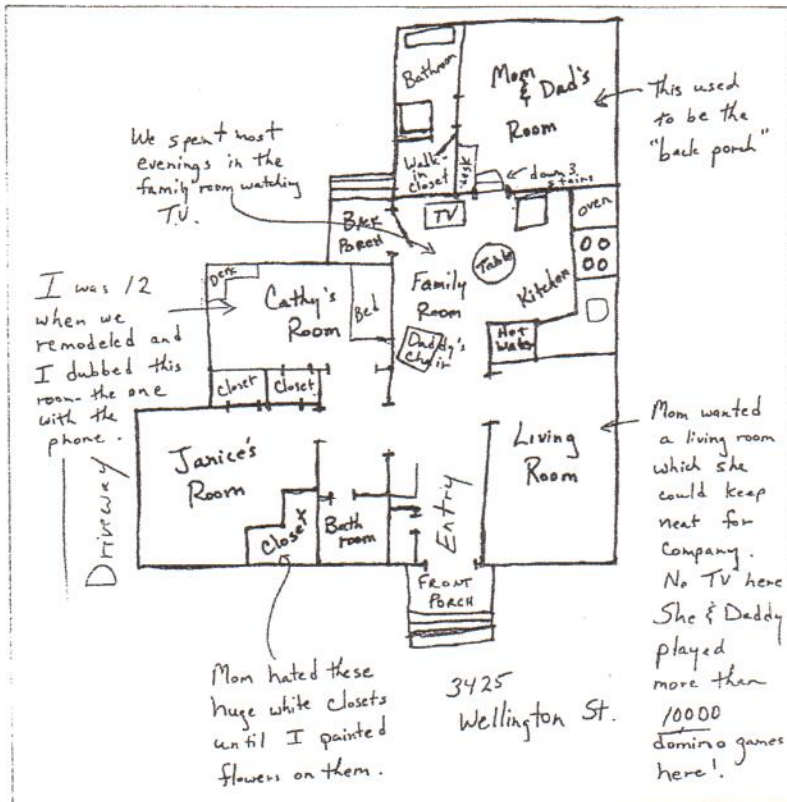 Bathroom
Mom
& Dad's
Room
This used
to be the
"back porch"
We spent most
evenings in the
family room watching
T.V.
Walk-
in
closet
Desk
down 3
stairs
BACK
PORCH
TV
oven
Table
Kitchen
Family
Room
Desk
Cathy's
Room
Bed
Daddy's
Chair
Hot
Water
I was 12
when we
remodeled and
I dubbed this
room - the one
with the
phone.
Closet
Closet
Janice's
Room
Living
Room
Mom wanted
a living room
which she
could keep
neat for
company.
No TV here
She & Daddy
played
more than
10000
domino games
here!
Driveway
Closet
Bath
room
Entry
FRONT
PORCH
Mom hated these
huge white closets
until I painted
flowers on them.
3425
Wellington St.